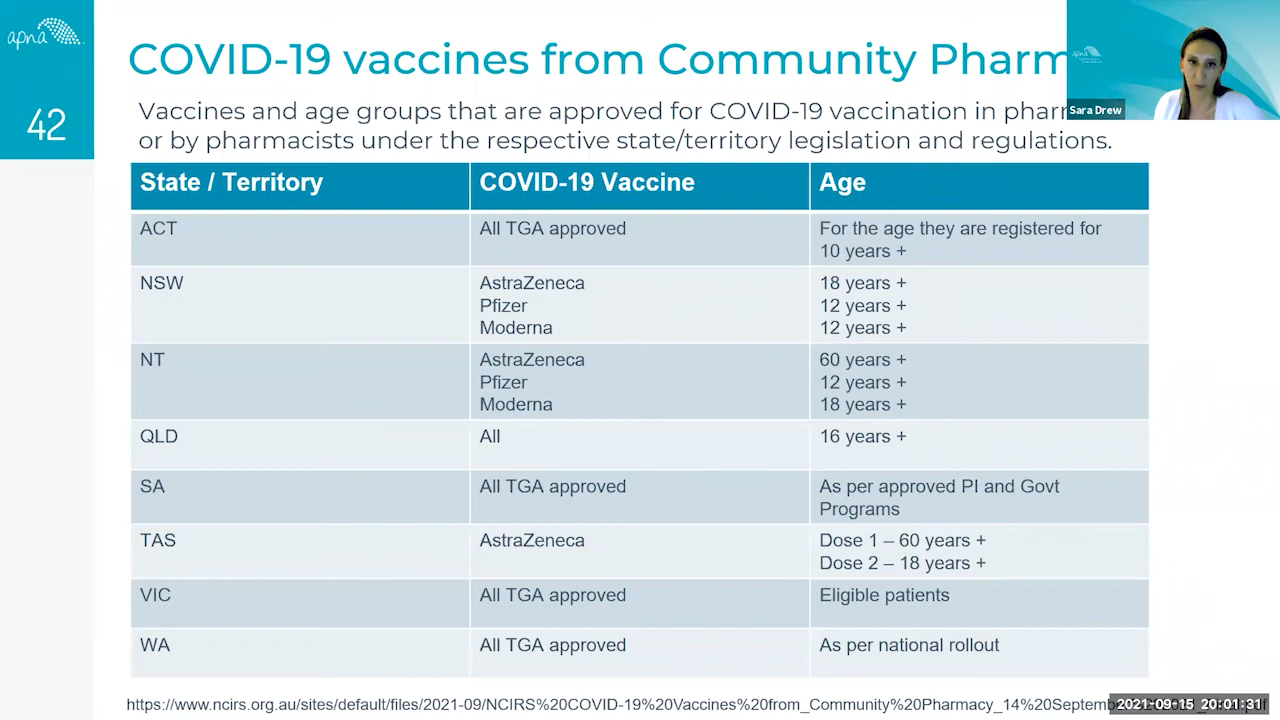 apna
42
COVID-19 vaccines from Community Pharm
Sara Drew
Vaccines and age groups that are approved for COVID-19 vaccination in pharm
or by pharmacists under the respective state/territory legislation and regulations.
State / Territory COVID-19 Vaccine Age
ACT All TGA approved For the age they are registered for
10 years +
NSW AstraZeneca 18 years +
Pfizer 12 years +
Moderna 12 years +
NT AstraZeneca 60 years +
Pfizer 12 years +
Moderna 18 years +
QLD All 16 years +
SA All TGA approved As per approved PI and Govt
Programs
TAS AstraZeneca Dose 1 – 60 years +
Dose 2 – 18 years +
VIC All TGA approved Eligible patients
WA All TGA approved As per national rollout
https://www.ncirs.org.au/sites/default/files/2021-09/NCIRS%20COVID-19%20Vaccines%20from_Community%20Pharmacy_14%20Septemb
2021-09-15 20:01:31